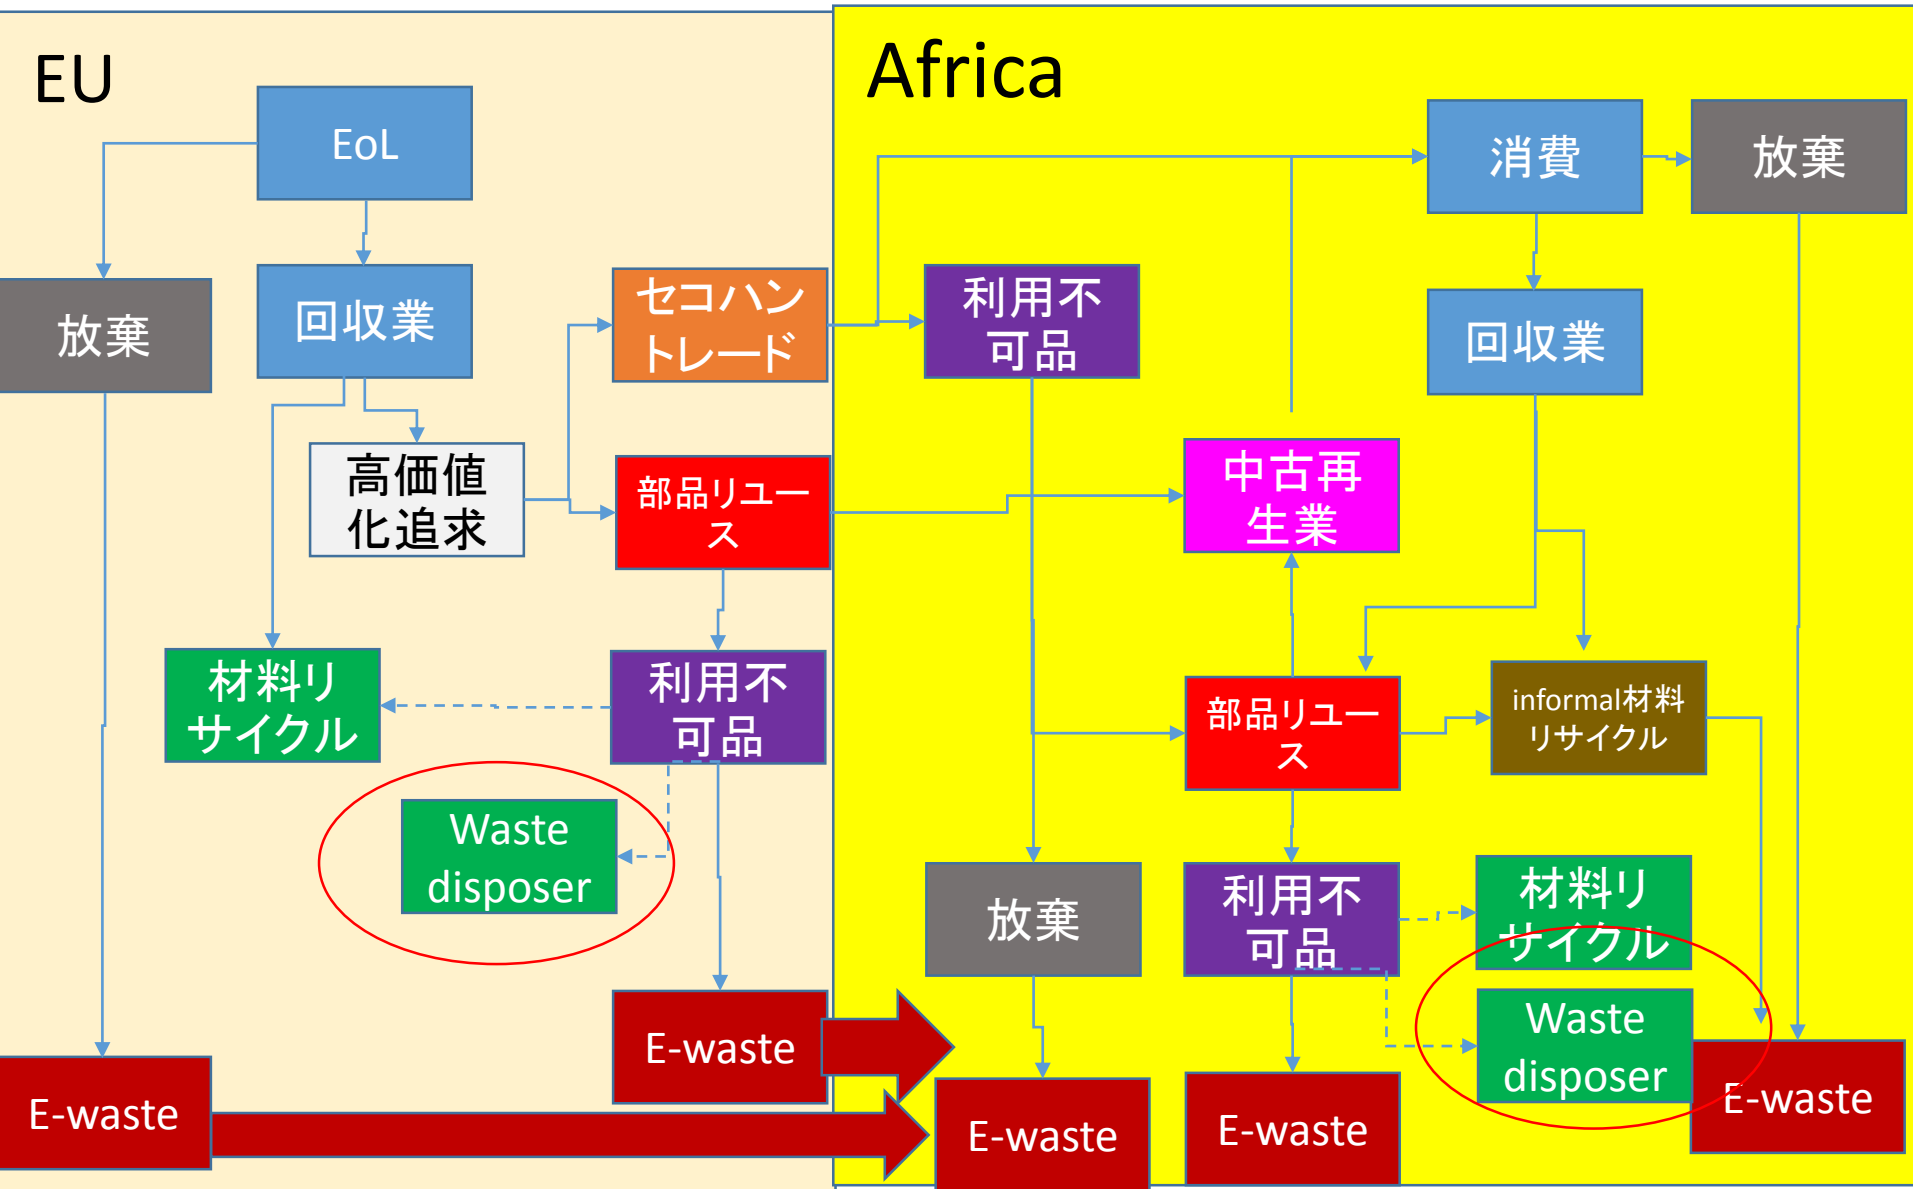 EU
EoL
放棄
回収業
セコハン
トレード
高価値
化追求
部品リユー
ス
材料リ
サイクル
利用不
可品
Waste
disposer
E-waste
E-waste
Africa
消費
放棄
利用不
可品
回収業
中古再
生業
部品リユー
ス
informal材料
リサイクル
放棄
利用不
可品
材料リ
サイクル
Waste
disposer
E-waste
E-waste
E-waste